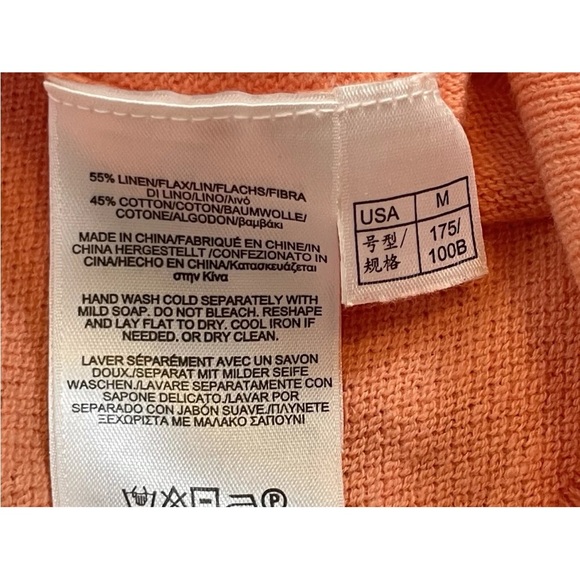 55% LINEN/FLAX/LIN/FLACHS/FIBRA
DI LINO/LINO/λινό
45% COTTON/COTON/BAUMWOLLE/
COTONE/ALGODON/βαμβάκι
MADE IN CHINA/FABRIQUÉ EN CHINE/IN
CHINA HERGESTELLT /CONFEZIONATO IN
CINA/HECHO EN CHINA/Κατασκευάζεται
στην Κίνα
HAND WASH COLD SEPARATELY WITH
MILD SOAP. DO NOT BLEACH. RESHAPE
AND LAY FLAT TO DRY. COOL IRON IF
NEEDED. OR DRY CLEAN.
LAVER SÉPARÉMENT AVEC UN SAVON
DOUX./SEPARAT MIT MILDER SEIFE
WASCHEN./LAVARE SEPARATAMENTE CON
SAPONE DELICATO./LAVAR POR
SEPARADO CON JABÓN SUAVE./ΠΛΥΝΕΤΕ
ΞΕΧΩΡΙΣΤΑ ΜΕ ΜΑΛΑΚΟ ΣΑΠΟΥΝΙ
P
USA M
号型/ 175/
规格 100B